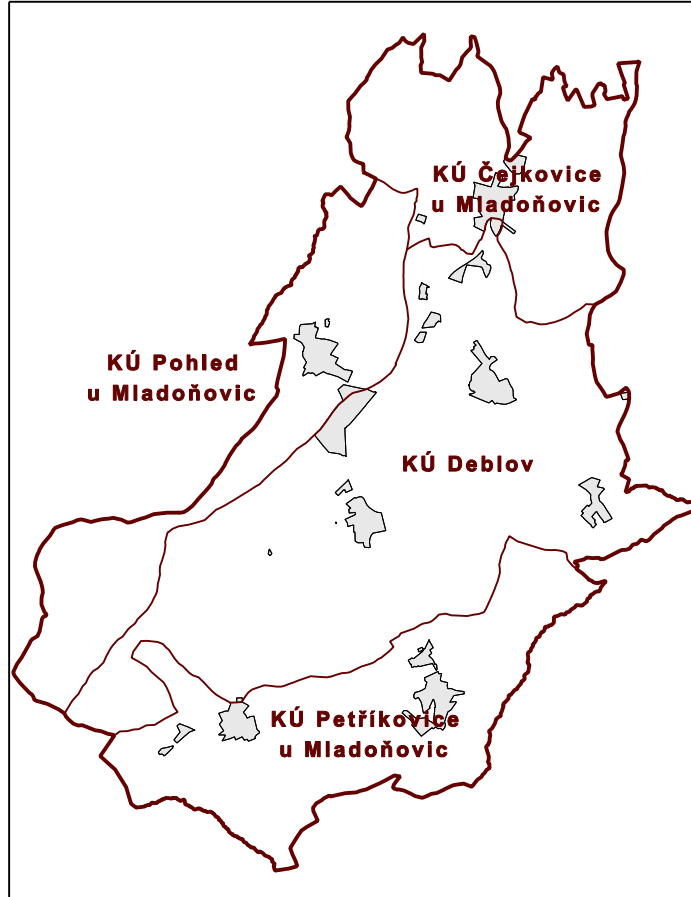 KÚ Čejkovice
u Mladoňovic
KÚ Pohled
u Mladoňovic
KÚ Deblov
KÚ Petříkovice
u Mladoňovic